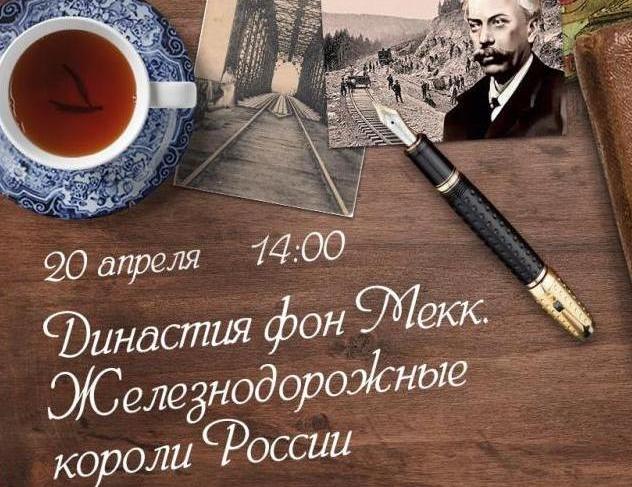 20 апреля 14:00
Династия фон Мекк.
Железнодорожные
короли России